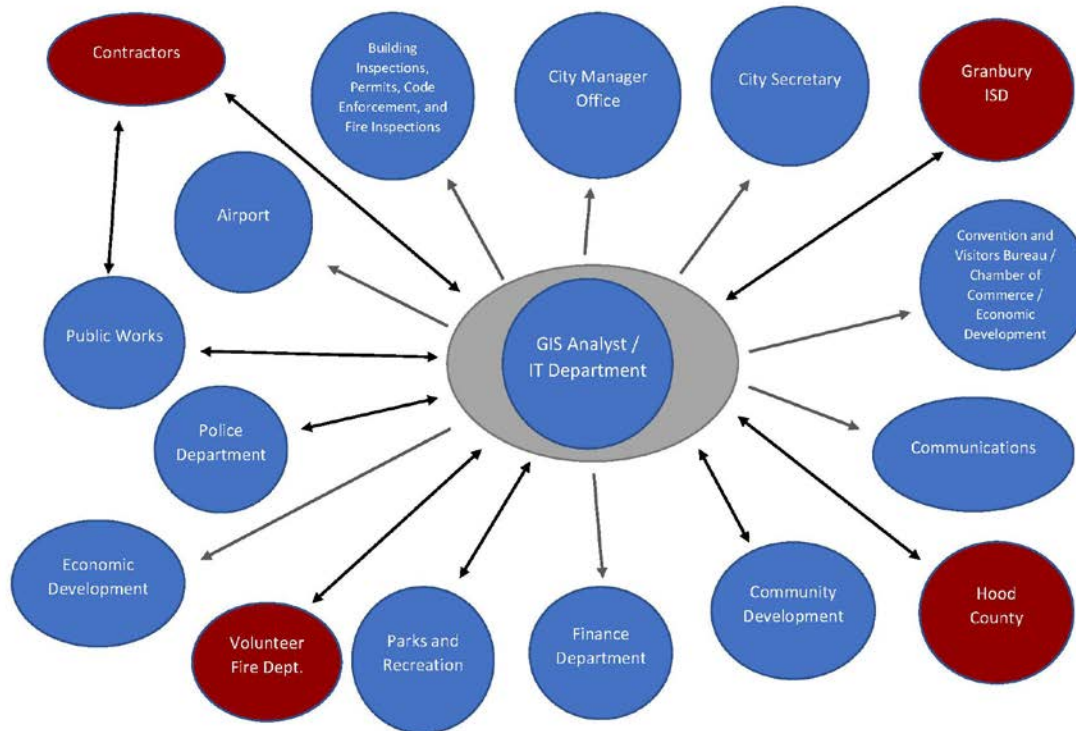 Contractors
Building
Inspections,
Permits, Code
Enforcement, and
Fire Inspections
City Manager
Office
City Secretary
Granbury
ISD
Airport
Convention and
Visitors Bureau /
Chamber of
Commerce /
Economic
Development
Public Works
GIS Analyst /
IT Department
Police
Department
Communications
Economic
Development
Volunteer
Fire Dept.
Parks and
Recreation
Finance
Department
Community
Development
Hood
County